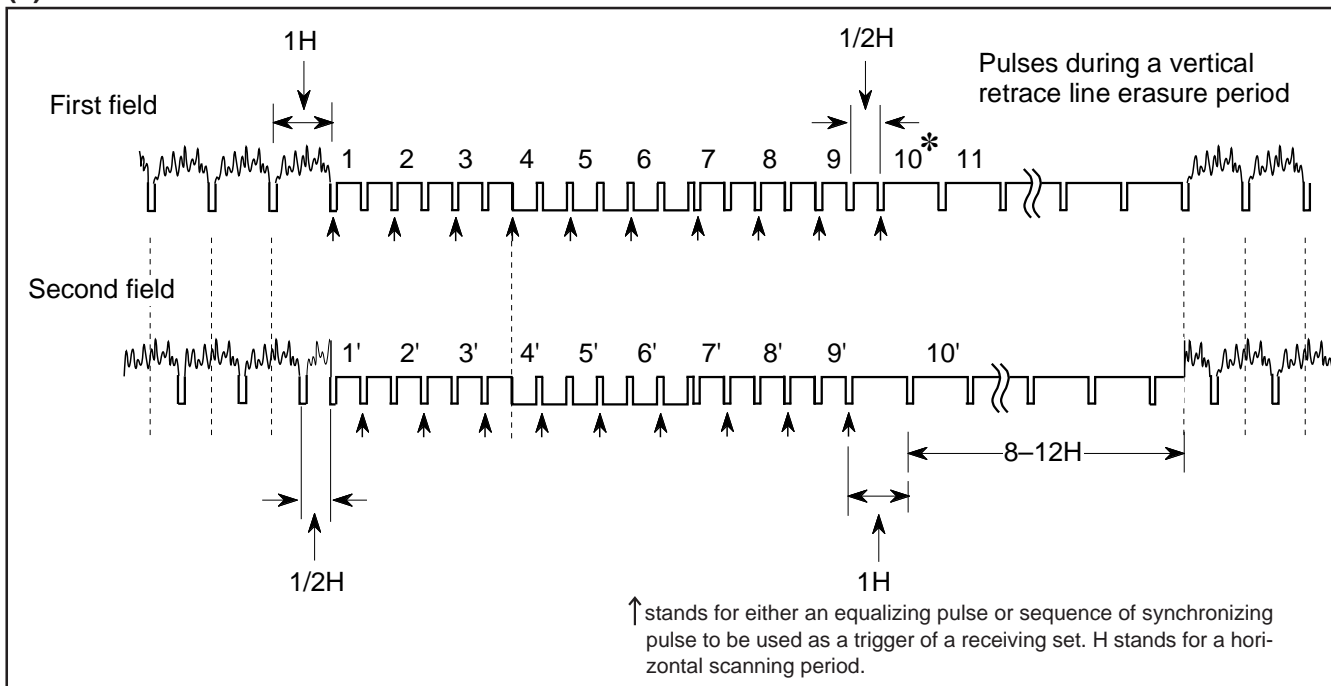 1H
1/2H
Pulses during a vertical
retrace line erasure period
First field
1 2 3 4 5 6 7 8 9 10* 11
Second field
1' 2' 3' 4' 5' 6' 7' 8' 9' 10'
8–12H
1/2H
1H
↑ stands for either an equalizing pulse or sequence of synchronizing
pulse to be used as a trigger of a receiving set. H stands for a hori-
zontal scanning period.